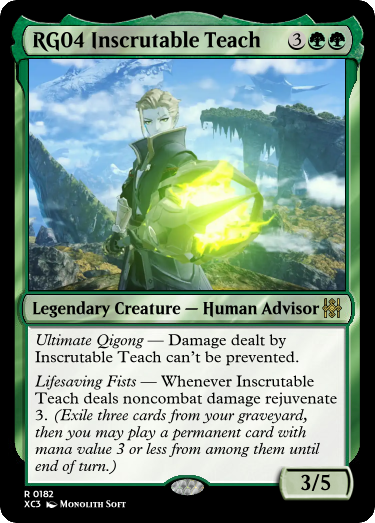 RG04 Inscrutable Teach 3
Legendary Creature — Human Advisor
Ultimate Qigong — Damage dealt by
Inscrutable Teach can't be prevented.
Lifesaving Fists — Whenever Inscrutable
Teach deals noncombat damage rejuvenate
3. (Exile three cards from your graveyard,
then you may play a permanent card with
mana value 3 or less from among them until
end of turn.)
3/5
R 0182
XC3 Monolith Soft